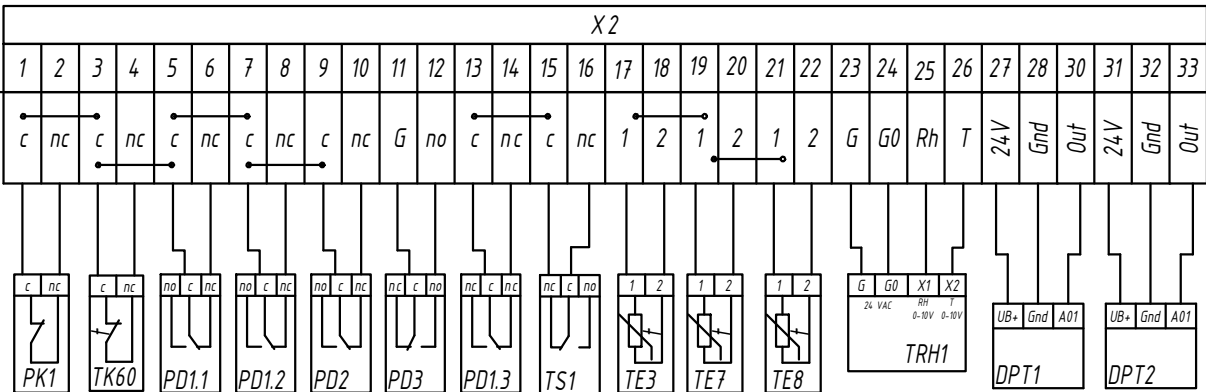 X2
1 2 3 4 5 6 7 8 9 10 11 12 13 14 15 16 17 18 19 20 21 22 23 24 25 26 27 28 30 31 32 33
c nc c nc c nc c nc c nc G no c nc c nc 1 2 1 2 1 2 G G0 Rh T 24V Gnd Out 24V Gnd Out
c nc c nc no c nc no c nc no c nc nc c no no c nc nc c no 1 2 1 2 1 2 G G0 X1 X2
24 VAC RH T
0-10V 0-10V
UB+ Gnd A01 UB+ Gnd A01
TRH1
PK1 TK60 PD1.1 PD1.2 PD2 PD3 PD1.3 TS1 TE3 TE7 TE8 DPT1 DPT2